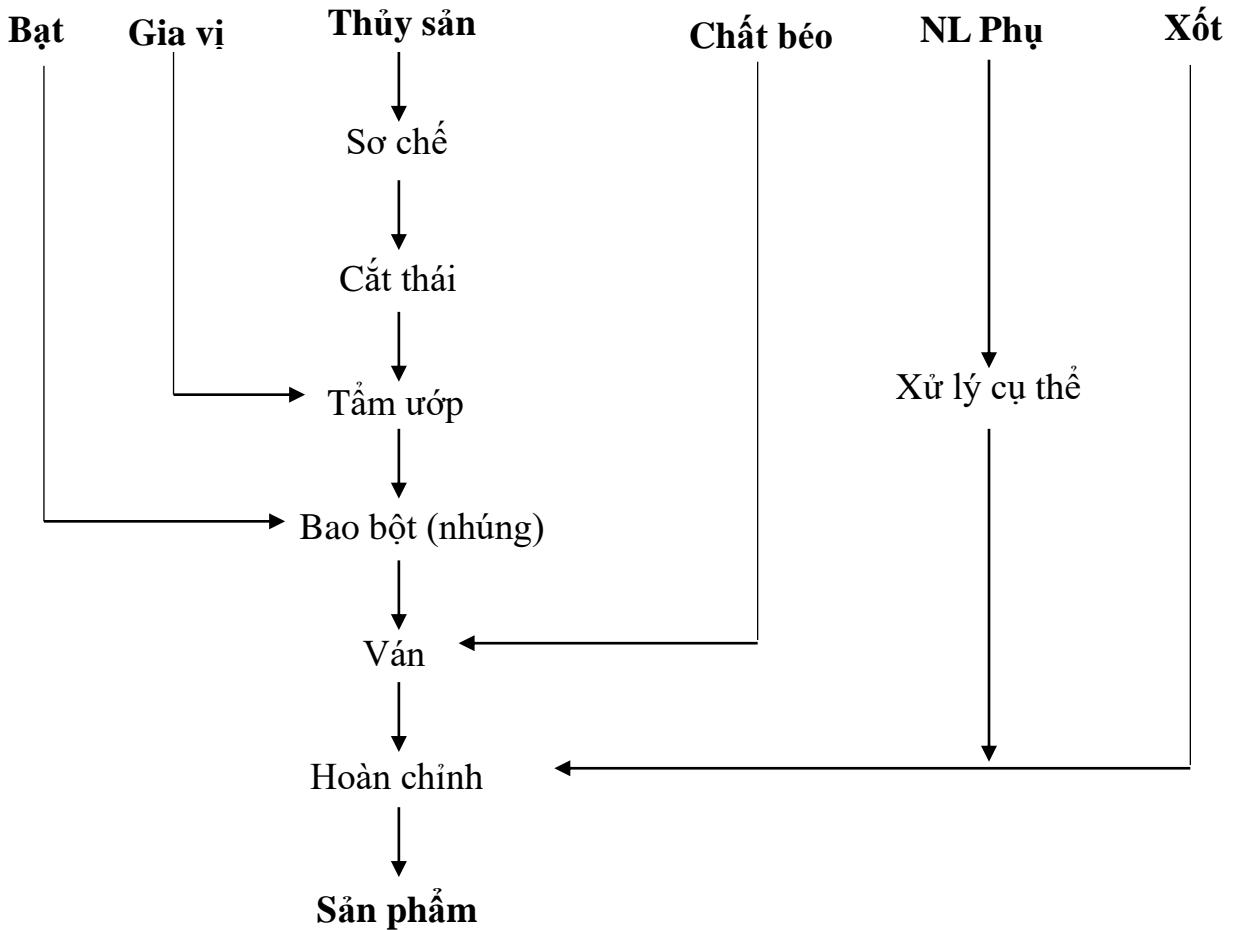 Bạt
Gia vị
Thủy sản
Chất béo
NL Phụ
Xốt
Sơ chế
Cắt thái
Tẩm ướp
Xử lý cụ thể
Bao bột (nhúng)
Ván
Hoàn chỉnh
Sản phẩm